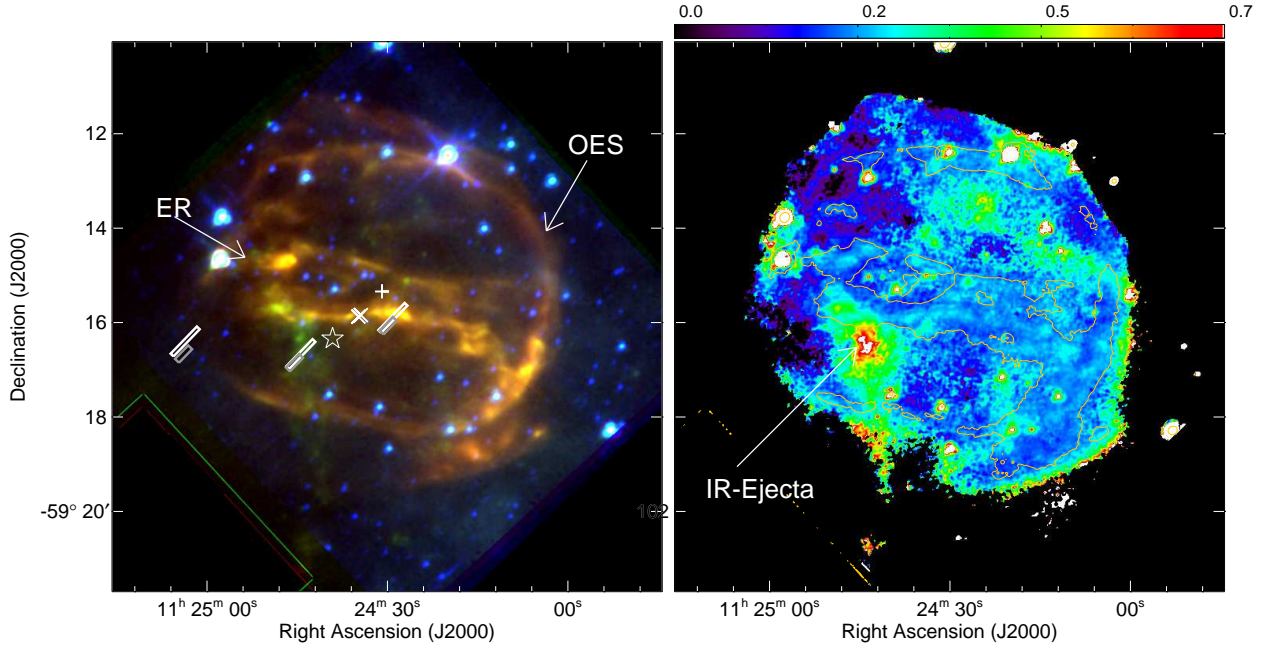 0.0 0.2 0.5 0.7
12
14
16
18
-59° 20′
Declination (J2000)
OES
ER
IR-Ejecta
102
11ʰ 25ᵐ 00ˢ 24ᵐ 30ˢ 00ˢ
Right Ascension (J2000)
11ʰ 25ᵐ 00ˢ 24ᵐ 30ˢ 00ˢ
Right Ascension (J2000)